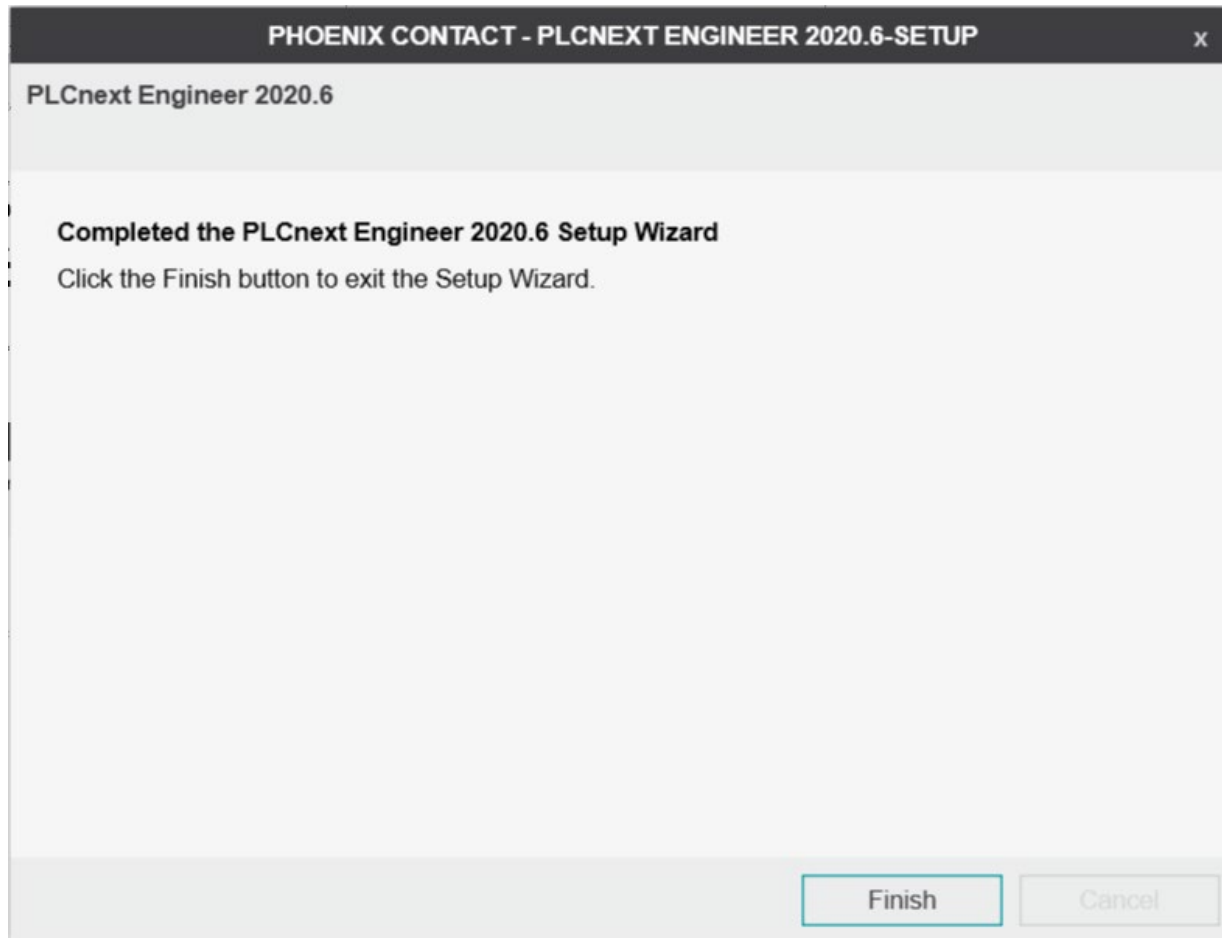 PHOENIX CONTACT - PLCNEXT ENGINEER 2020.6-SETUP x
PLCnext Engineer 2020.6
Completed the PLCnext Engineer 2020.6 Setup Wizard
Click the Finish button to exit the Setup Wizard.
Finish Cancel